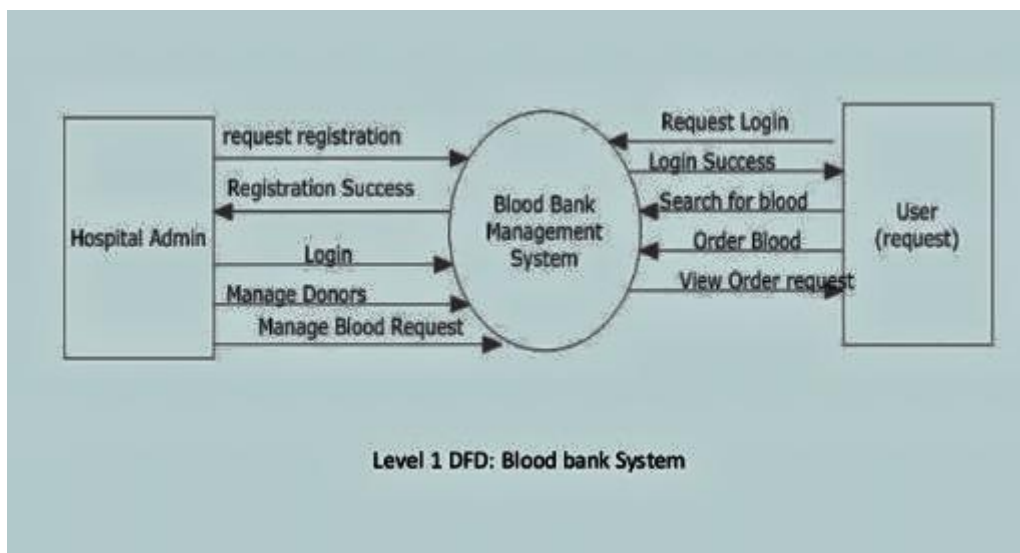 request registration
Registration Success
Hospital Admin
Login
Manage Donors
Manage Blood Request
Blood Bank
Management
System
Request Login
Login Success
Search for blood
Order Blood
View Order request
User
(request)
Level 1 DFD: Blood bank System